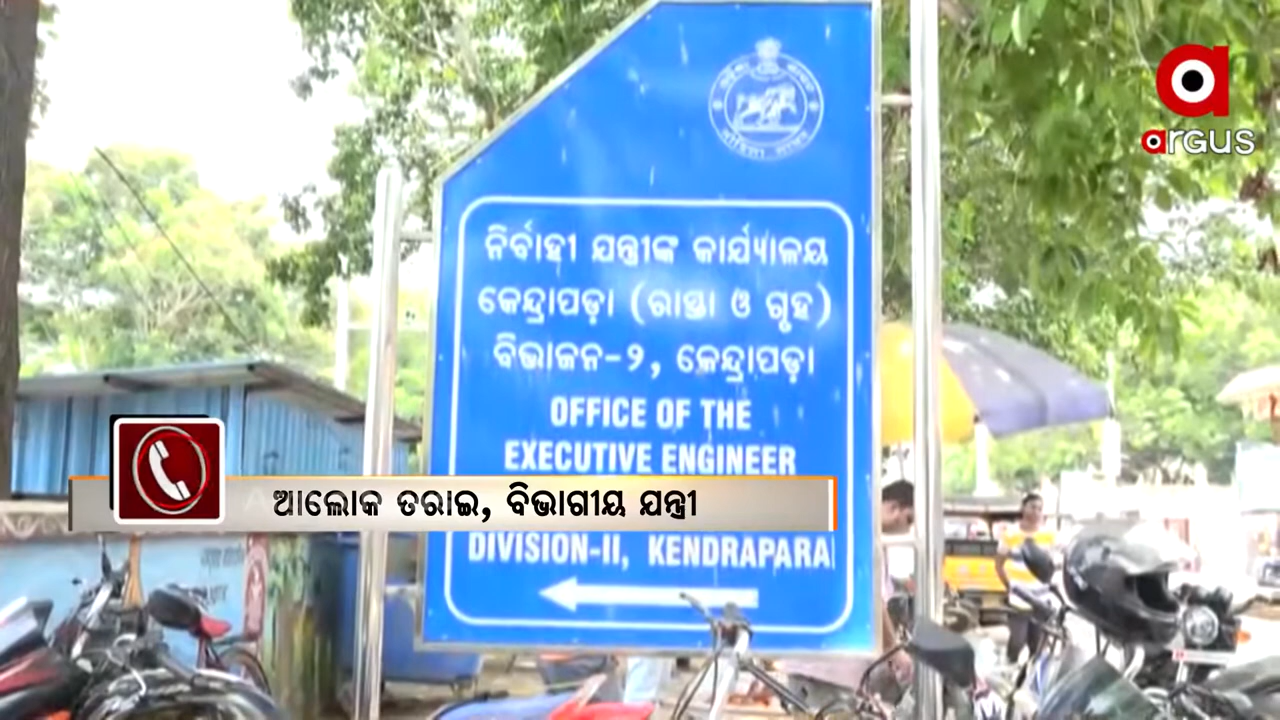 argus
ନିର୍ବାହୀ ଯନ୍ତ୍ରୀଙ୍କ କାର୍ଯ୍ୟାଳୟ
କେନ୍ଦ୍ରାପଡ଼ା (ରାସ୍ତା ଓ ଗୃହ)
ବିଭାଜନ-୨, କେନ୍ଦ୍ରାପଡ଼ା
OFFICE OF THE
EXECUTIVE ENGINEER
ଆଲୋକ ତରାଇ, ବିଭାଗୀୟ ଯନ୍ତ୍ରୀ
DIVISION-II, KENDRAPARA